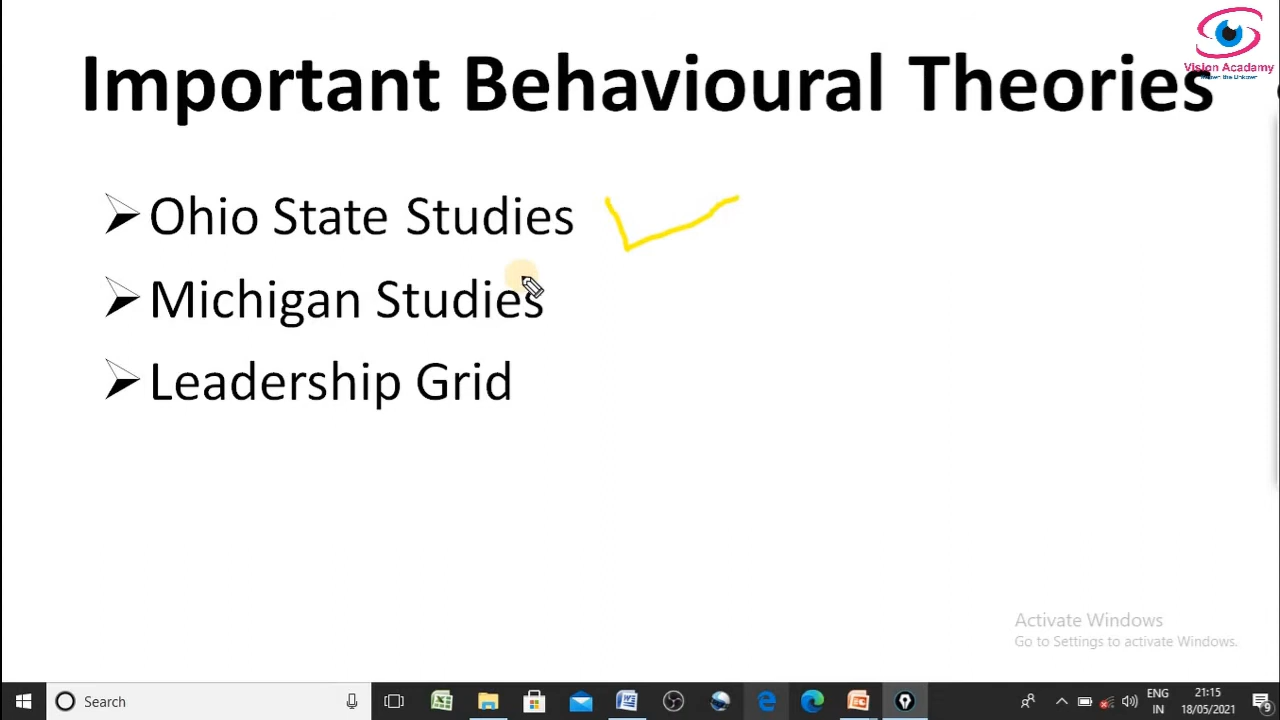 Important Behavioural Theories
Vision Academy
Ohio State Studies
Michigan Studies
Leadership Grid
Activate Windows
Go to Settings to activate Windows.
Search
ENG
IN
21:15
18/05/2021
9